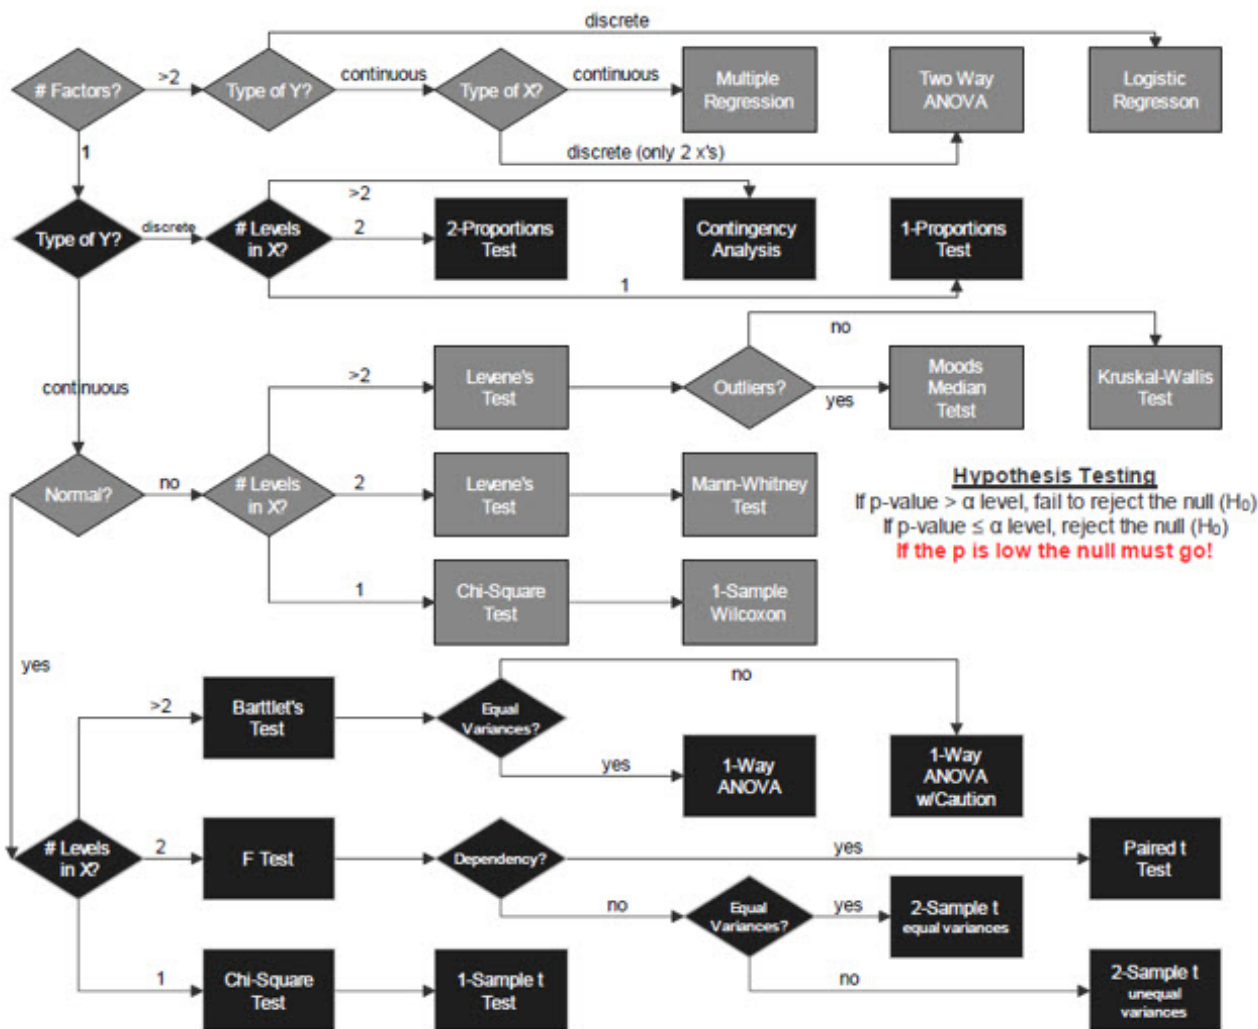 discrete
# Factors?
>2
Type of Y?
continuous
Type of X?
continuous
Multiple
Regression
Two Way
ANOVA
Logistic
Regresson
discrete (only 2 x's)
1
>2
Type of Y?
discrete
# Levels
in X?
2
2-Proportions
Test
Contingency
Analysis
1-Proportions
Test
1
no
continuous
>2
Levene's
Test
Outliers?
yes
Moods
Median
Tetst
Kruskal-Wallis
Test
Normal?
no
# Levels
in X?
2
Levene's
Test
Mann-Whitney
Test
Hypothesis Testing
If p-value > α level, fail to reject the null (H₀)
If p-value ≤ α level, reject the null (H₀)
If the p is low the null must go!
1
Chi-Square
Test
1-Sample
Wilcoxon
yes
no
>2
Barttlet's
Test
Equal
Variances?
yes
1-Way
ANOVA
1-Way
ANOVA
w/Caution
# Levels
in X?
2
F Test
Dependency?
yes
Paired t
Test
no
Equal
Variances?
yes
2-Sample t
equal variances
1
Chi-Square
Test
1-Sample t
Test
no
2-Sample t
unequal
variances